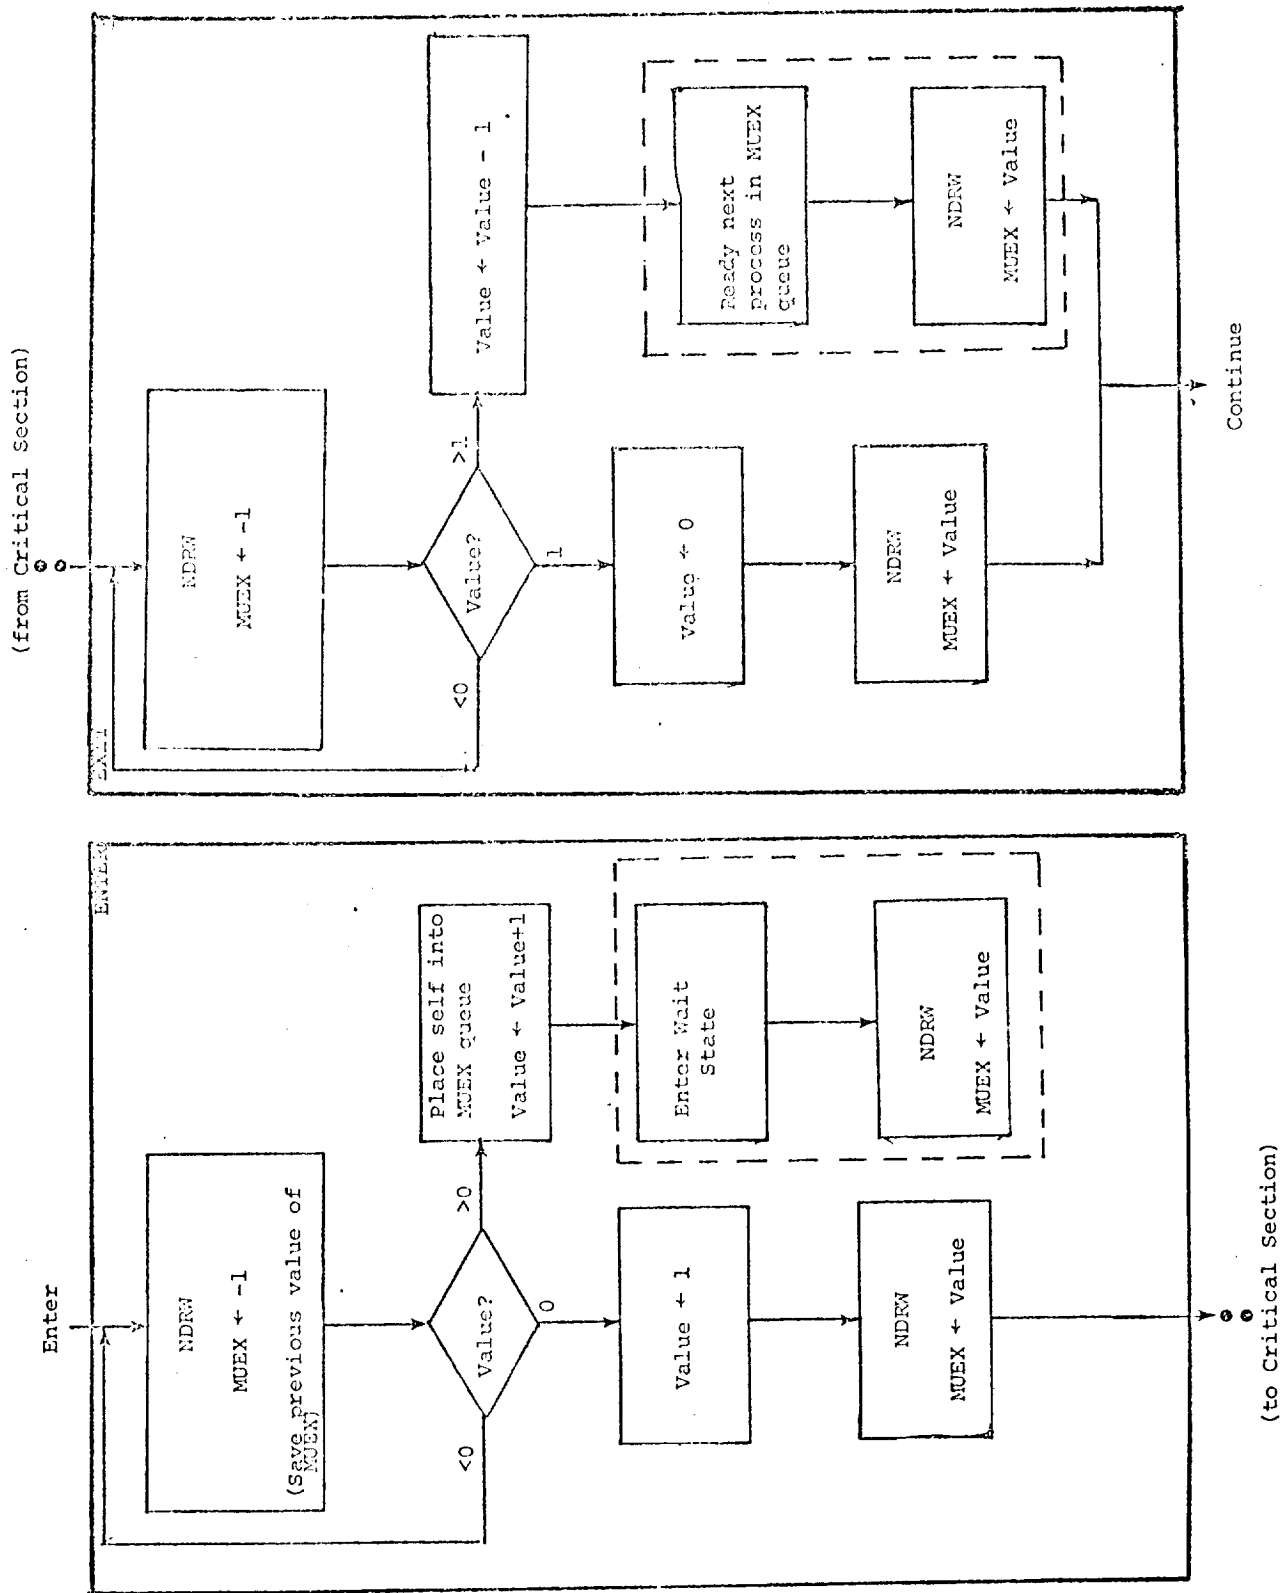 Enter
ENTER
NDRW
MUEX ← -1
(Save previous value of
MUEX)
Value?
<0
>0
0
Place self into
MUEX queue
Value ← Value+1
Value ← 1
Enter Wait
State
NDRW
MUEX ← Value
NDRW
MUEX ← Value
(to Critical Section)
(from Critical Section)
EXIT
NDRW
MUEX ← -1
Value?
<0
>1
1
Value ← Value - 1
Value ← 0
Ready next
process in MUEX
queue
NDRW
MUEX ← Value
NDRW
MUEX ← Value
Continue